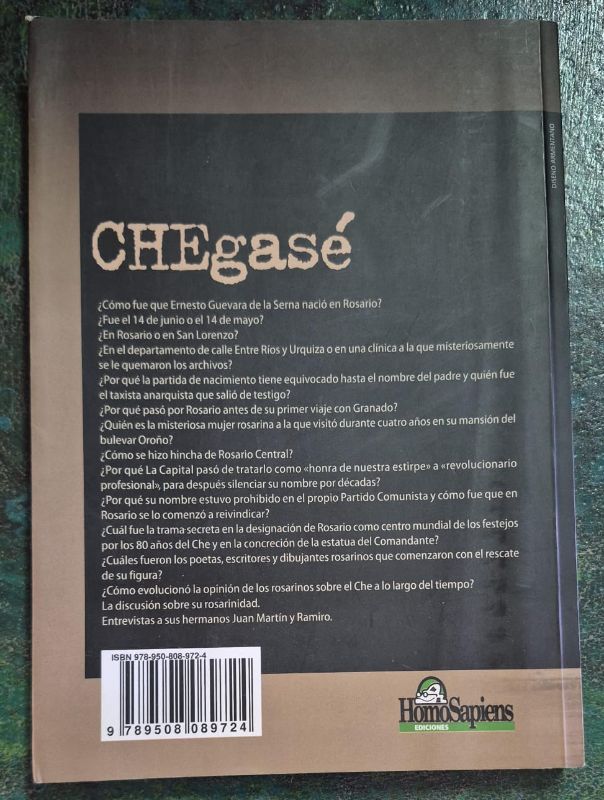 DISEÑO ARMENTANO
CHEgasé
¿Cómo fue que Ernesto Guevara de la Serna nació en Rosario?
¿Fue el 14 de junio o el 14 de mayo?
¿En Rosario o en San Lorenzo?
¿En el departamento de calle Entre Ríos y Urquiza o en una clínica a la que misteriosamente
se le quemaron los archivos?
¿Por qué la partida de nacimiento tiene equivocado hasta el nombre del padre y quién fue
el taxista anarquista que salió de testigo?
¿Por qué pasó por Rosario antes de su primer viaje con Granado?
¿Quién es la misteriosa mujer rosarina a la que visitó durante cuatro años en su mansión del
bulevar Oroño?
¿Cómo se hizo hincha de Rosario Central?
¿Por qué La Capital pasó de tratarlo como «honra de nuestra estirpe» a «revolucionario
profesional», para después silenciar su nombre por décadas?
¿Por qué su nombre estuvo prohibido en el propio Partido Comunista y cómo fue que en
Rosario se lo comenzó a reivindicar?
¿Cuál fue la trama secreta en la designación de Rosario como centro mundial de los festejos
por los 80 años del Che y en la concreción de la estatua del Comandante?
¿Cuáles fueron los poetas, escritores y dibujantes rosarinos que comenzaron con el rescate
de su figura?
¿Cómo evolucionó la opinión de los rosarinos sobre el Che a lo largo del tiempo?
La discusión sobre su rosarinidad.
Entrevistas a sus hermanos Juan Martín y Ramiro.
ISBN 978-950-808-972-4
9 789508 089724
HomoSapiens
EDICIONES